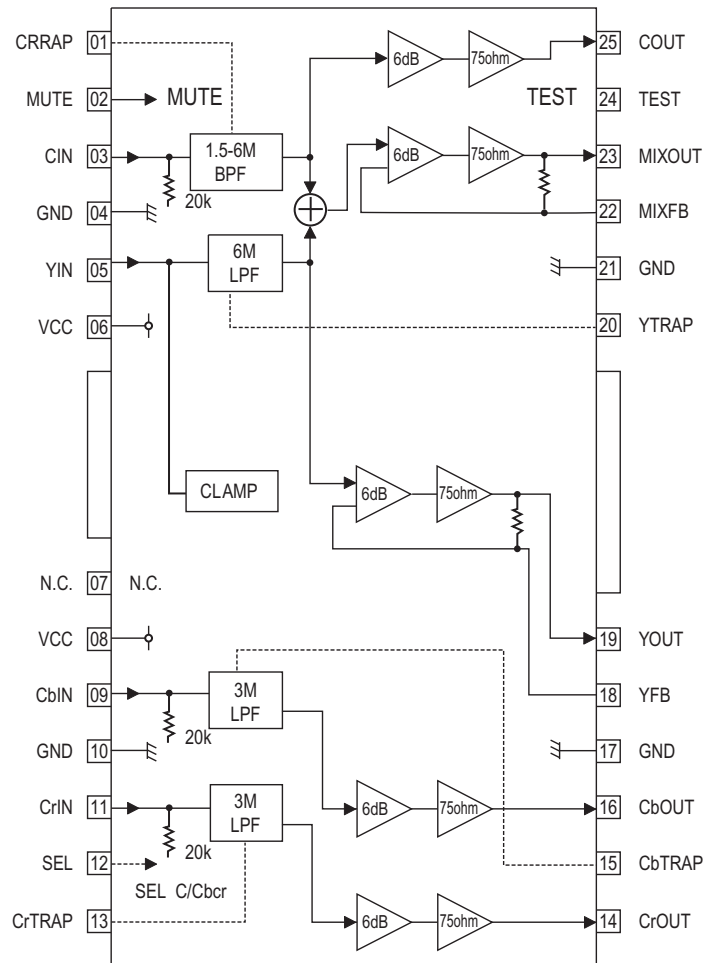 CRRAP 01
MUTE 02 MUTE
CIN 03
GND 04
YIN 05
VCC 06
N.C. 07 N.C.
VCC 08
CbIN 09
GND 10
CrIN 11
SEL 12
CrTRAP 13
1.5-6M
BPF
20k
6M
LPF
CLAMP
3M
LPF
20k
3M
LPF
20k
SEL C/Cbcr
6dB 75ohm
6dB 75ohm
6dB 75ohm
6dB 75ohm
6dB 75ohm
25 COUT
TEST 24 TEST
23 MIXOUT
22 MIXFB
21 GND
20 YTRAP
19 YOUT
18 YFB
17 GND
16 CbOUT
15 CbTRAP
14 CrOUT